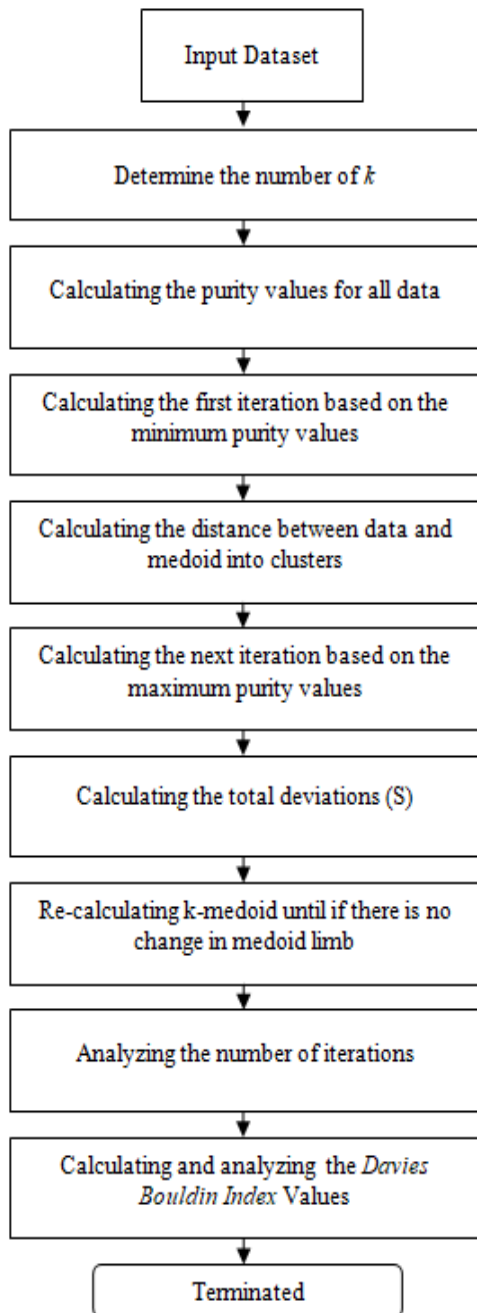 Input Dataset
Determine the number of k
Calculating the purity values for all data
Calculating the first iteration based on the
minimum purity values
Calculating the distance between data and
medoid into clusters
Calculating the next iteration based on the
maximum purity values
Calculating the total deviations (S)
Re-calculating k-medoid until if there is no
change in medoid limb
Analyzing the number of iterations
Calculating and analyzing the Davies
Bouldin Index Values
Terminated